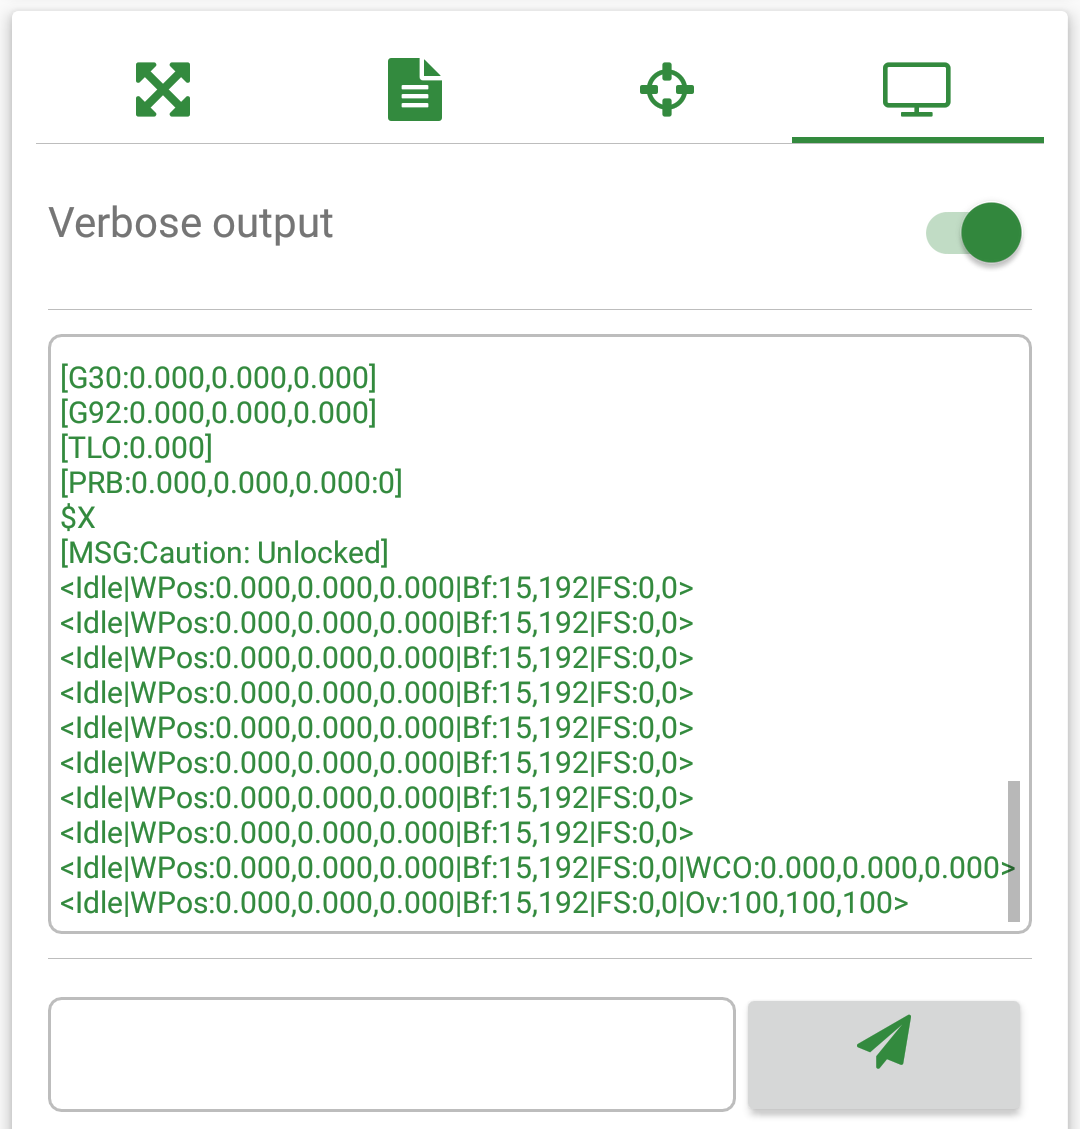 Verbose output
[G30:0.000,0.000,0.000]
[G92:0.000,0.000,0.000]
[TLO:0.000]
[PRB:0.000,0.000,0.000:0]
$X
[MSG:Caution: Unlocked]
<Idle|WPos:0.000,0.000,0.000|Bf:15,192|FS:0,0>
<Idle|WPos:0.000,0.000,0.000|Bf:15,192|FS:0,0>
<Idle|WPos:0.000,0.000,0.000|Bf:15,192|FS:0,0>
<Idle|WPos:0.000,0.000,0.000|Bf:15,192|FS:0,0>
<Idle|WPos:0.000,0.000,0.000|Bf:15,192|FS:0,0>
<Idle|WPos:0.000,0.000,0.000|Bf:15,192|FS:0,0>
<Idle|WPos:0.000,0.000,0.000|Bf:15,192|FS:0,0>
<Idle|WPos:0.000,0.000,0.000|Bf:15,192|FS:0,0>
<Idle|WPos:0.000,0.000,0.000|Bf:15,192|FS:0,0|WCO:0.000,0.000,0.000>
<Idle|WPos:0.000,0.000,0.000|Bf:15,192|FS:0,0|Ov:100,100,100>